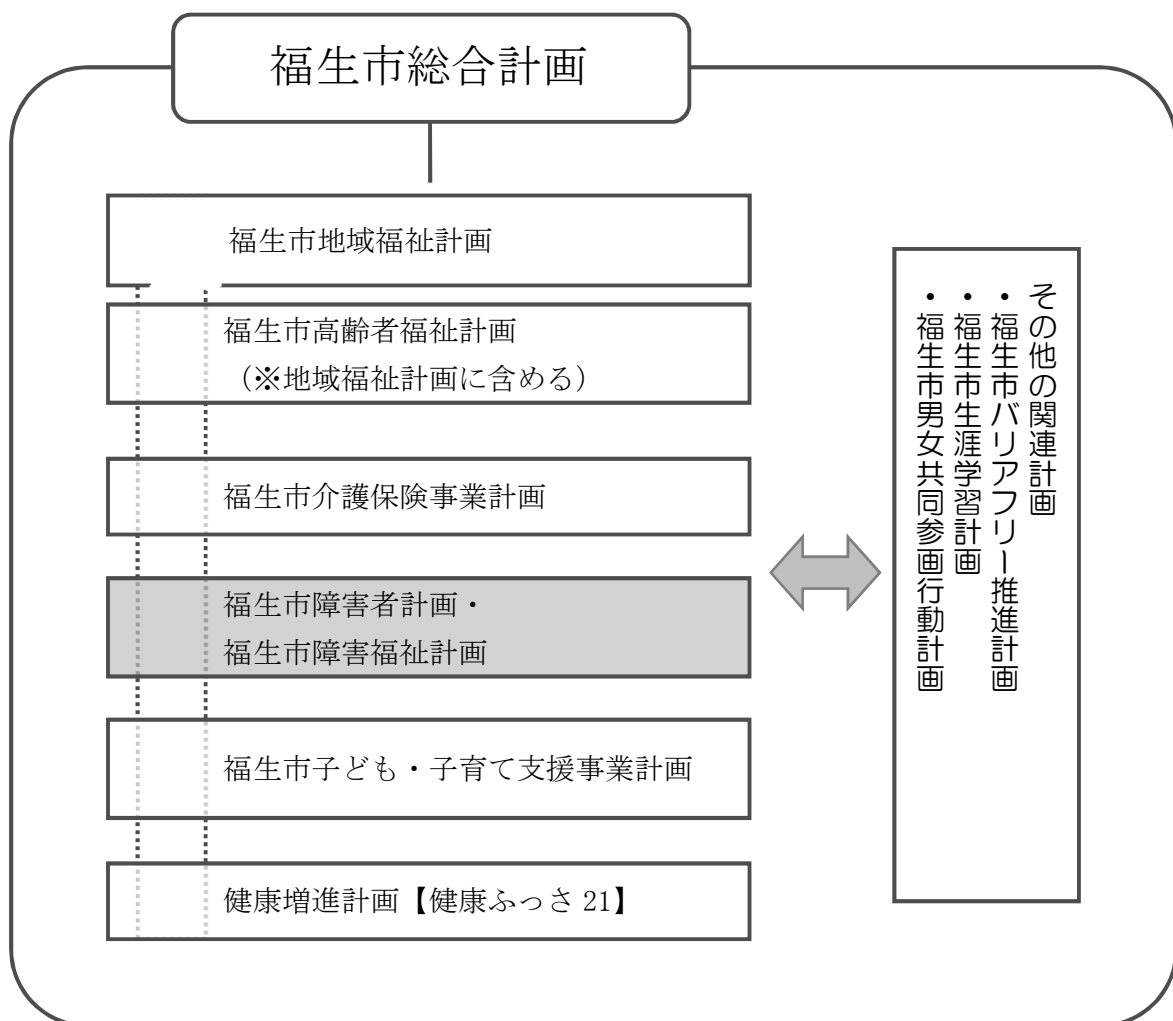 福生市総合計画
福生市地域福祉計画
福生市高齢者福祉計画
（※地域福祉計画に含める）
福生市介護保険事業計画
福生市障害者計画・
福生市障害福祉計画
福生市子ども・子育て支援事業計画
健康増進計画【健康ふっさ 21】
その他の関連計画
・福生市バリアフリー推進計画
・福生市生涯学習計画
・福生市男女共同参画行動計画